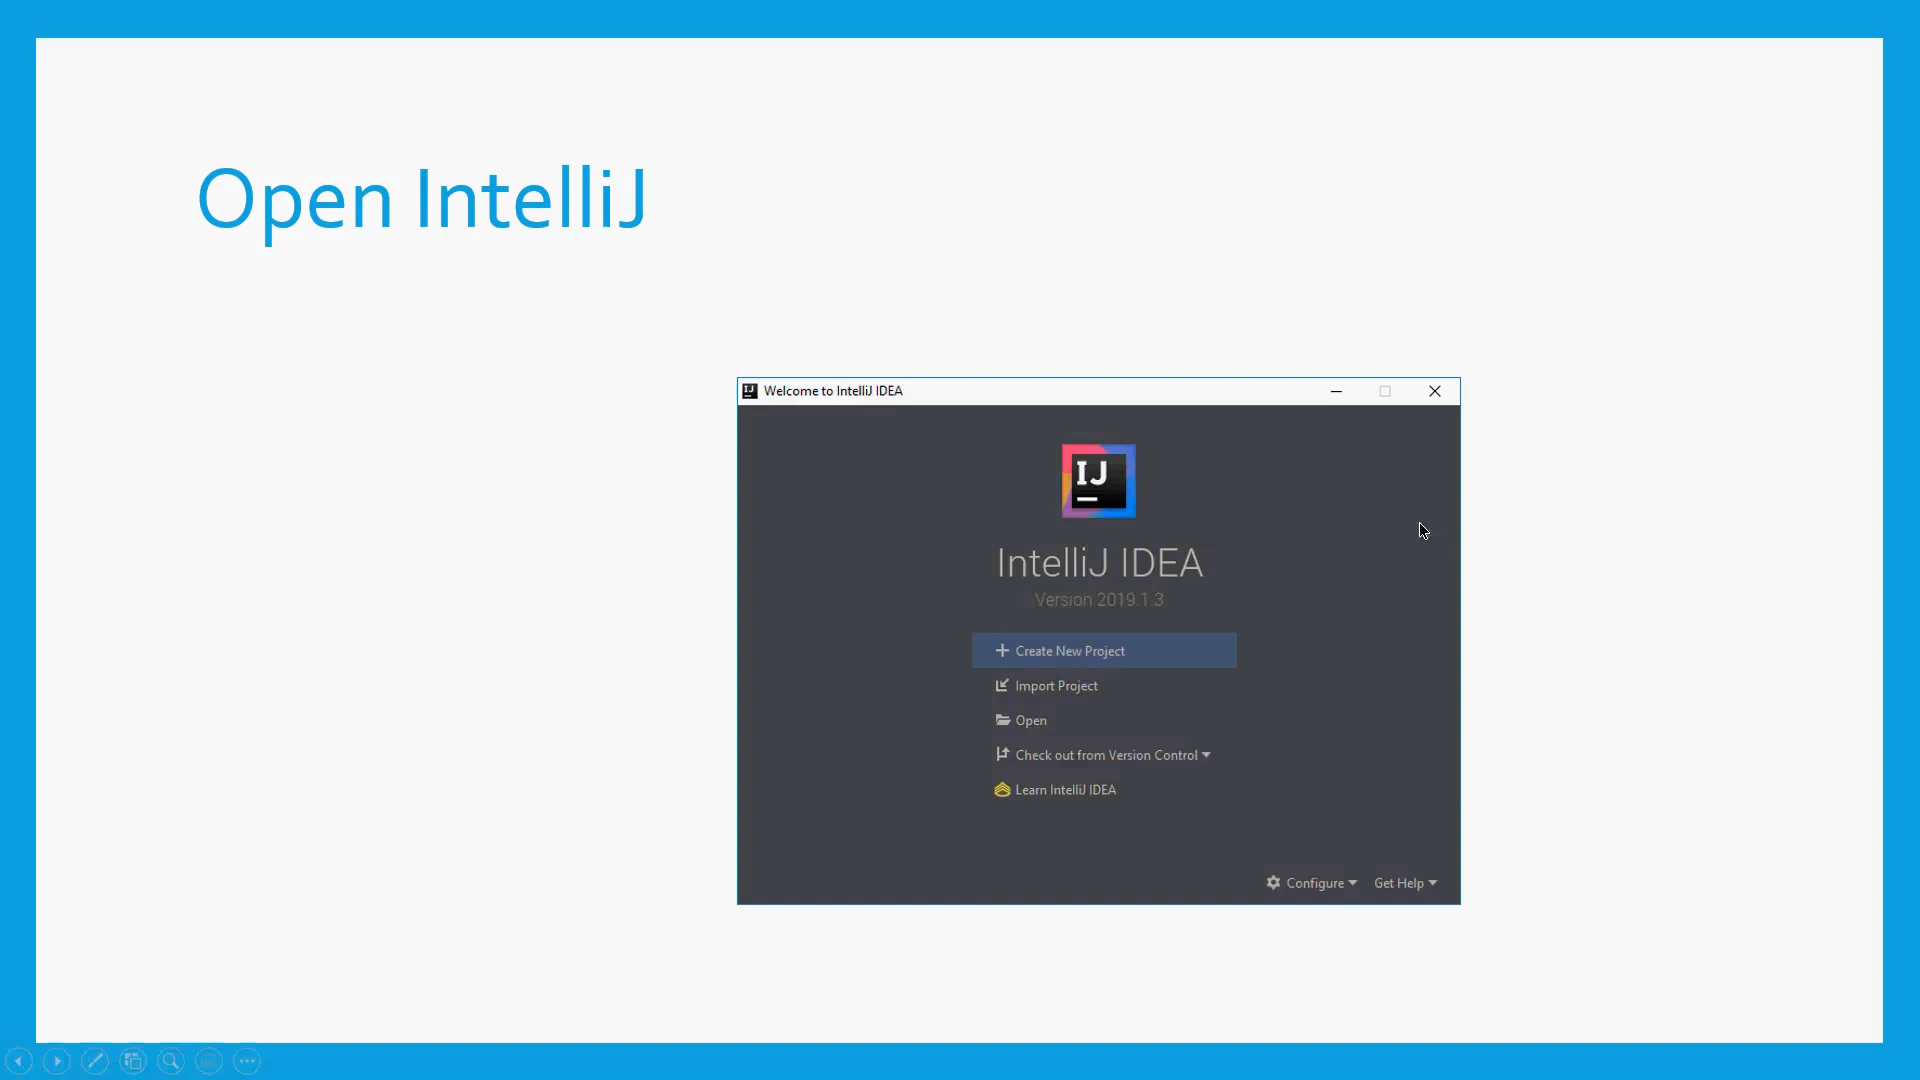 Open IntelliJ
Welcome to IntelliJ IDEA
IJ
IntelliJ IDEA
Version 2019.1.3
Create New Project
Import Project
Open
Check out from Version Control
Learn IntelliJ IDEA
Configure Get Help